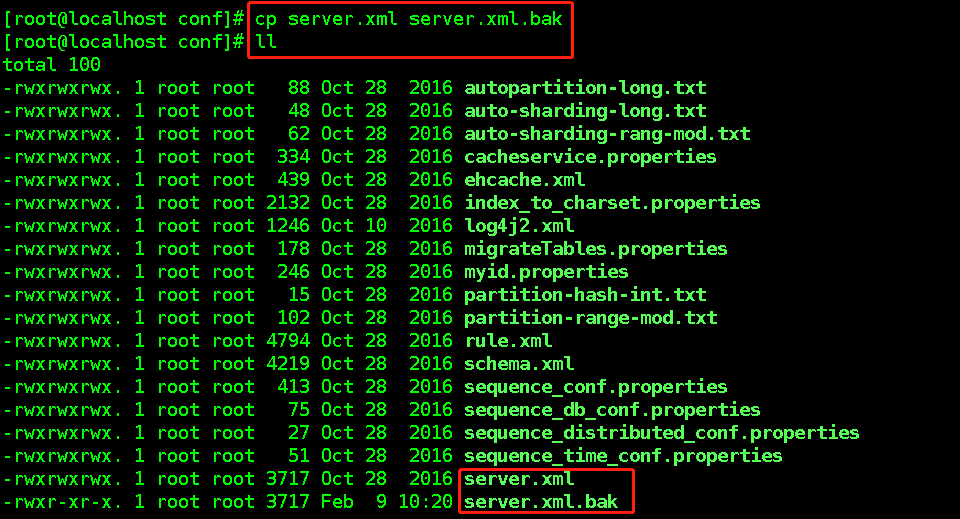 [root@localhost conf]# cp server.xml server.xml.bak
[root@localhost conf]# ll
total 100
-rwxrwxrwx. 1 root root   88 Oct 28  2016 autopartition-long.txt
-rwxrwxrwx. 1 root root   48 Oct 28  2016 auto-sharding-long.txt
-rwxrwxrwx. 1 root root   62 Oct 28  2016 auto-sharding-rang-mod.txt
-rwxrwxrwx. 1 root root  334 Oct 28  2016 cacheservice.properties
-rwxrwxrwx. 1 root root  439 Oct 28  2016 ehcache.xml
-rwxrwxrwx. 1 root root 2132 Oct 28  2016 index_to_charset.properties
-rwxrwxrwx. 1 root root 1246 Oct 10  2016 log4j2.xml
-rwxrwxrwx. 1 root root  178 Oct 28  2016 migrateTables.properties
-rwxrwxrwx. 1 root root  246 Oct 28  2016 myid.properties
-rwxrwxrwx. 1 root root   15 Oct 28  2016 partition-hash-int.txt
-rwxrwxrwx. 1 root root  102 Oct 28  2016 partition-range-mod.txt
-rwxrwxrwx. 1 root root 4794 Oct 28  2016 rule.xml
-rwxrwxrwx. 1 root root 4219 Oct 28  2016 schema.xml
-rwxrwxrwx. 1 root root  413 Oct 28  2016 sequence_conf.properties
-rwxrwxrwx. 1 root root   75 Oct 28  2016 sequence_db_conf.properties
-rwxrwxrwx. 1 root root   27 Oct 28  2016 sequence_distributed_conf.properties
-rwxrwxrwx. 1 root root   51 Oct 28  2016 sequence_time_conf.properties
-rwxrwxrwx. 1 root root 3717 Oct 28  2016 server.xml
-rwxr-xr-x. 1 root root 3717 Feb  9 10:20 server.xml.bak